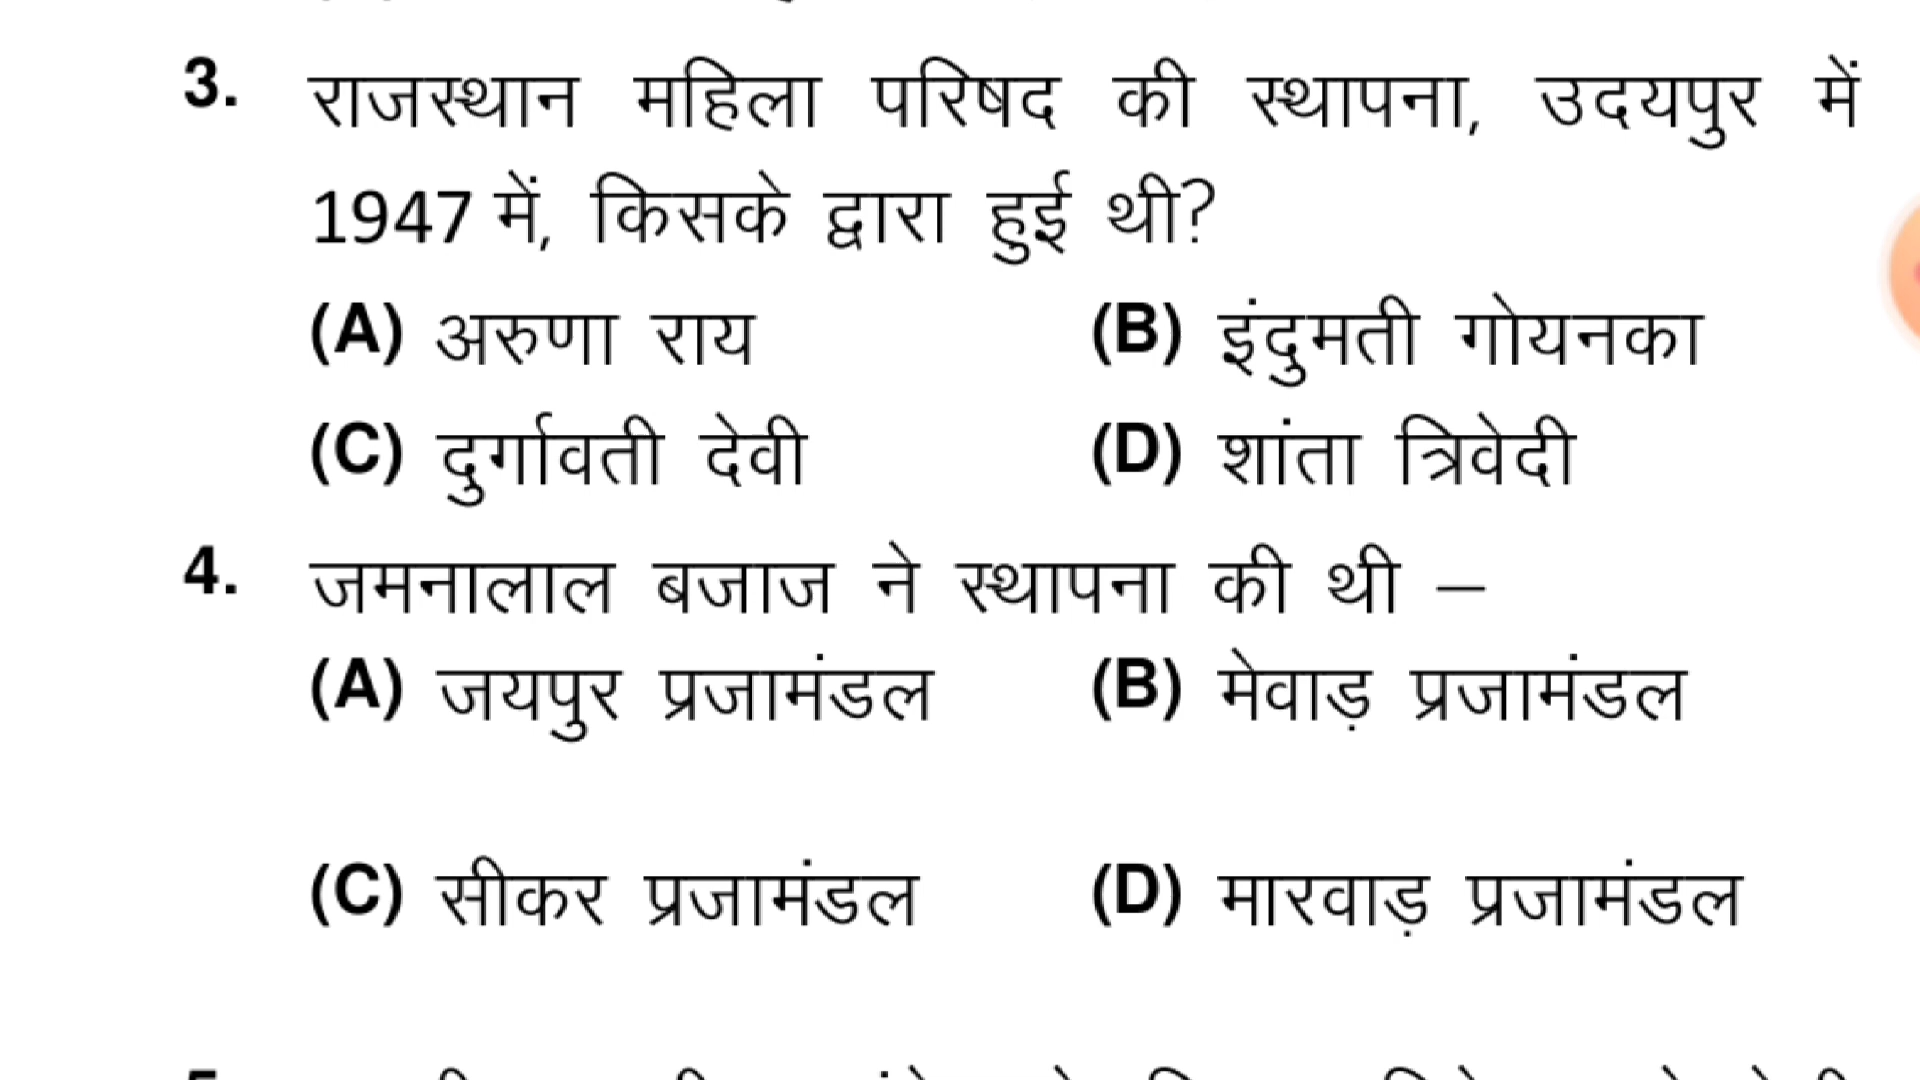 3. राजस्थान महिला परिषद की स्थापना, उदयपुर में
1947 में, किसके द्वारा हुई थी?
(A) अरुणा राय (B) इंदुमती गोयनका
(C) दुर्गावती देवी (D) शांता त्रिवेदी
4. जमनालाल बजाज ने स्थापना की थी –
(A) जयपुर प्रजामंडल (B) मेवाड़ प्रजामंडल
(C) सीकर प्रजामंडल (D) मारवाड़ प्रजामंडल